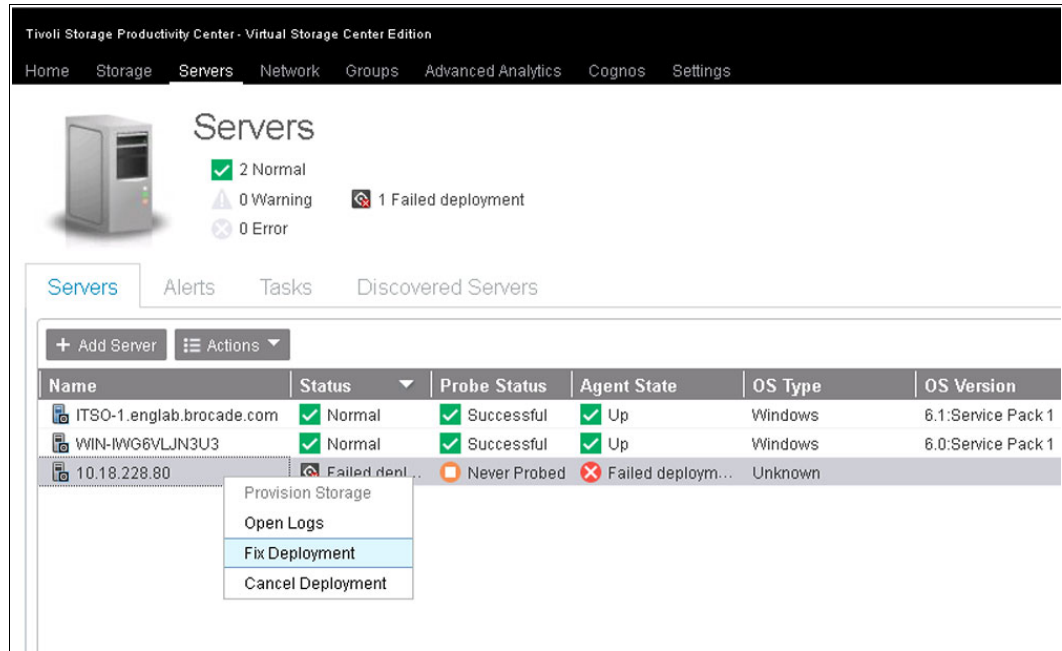 Tivoli Storage Productivity Center - Virtual Storage Center Edition
Home Storage Servers Network Groups Advanced Analytics Cognos Settings
Servers
2 Normal
0 Warning 1 Failed deployment
0 Error
Servers Alerts Tasks Discovered Servers
+ Add Server Actions
Name Status Probe Status Agent State OS Type OS Version
ITSO-1.englab.brocade.com Normal Successful Up Windows 6.1:Service Pack 1
WIN-IWG6VLJN3U3 Normal Successful Up Windows 6.0:Service Pack 1
10.18.228.80 Failed depl... Never Probed Failed deploym... Unknown
Provision Storage
Open Logs
Fix Deployment
Cancel Deployment